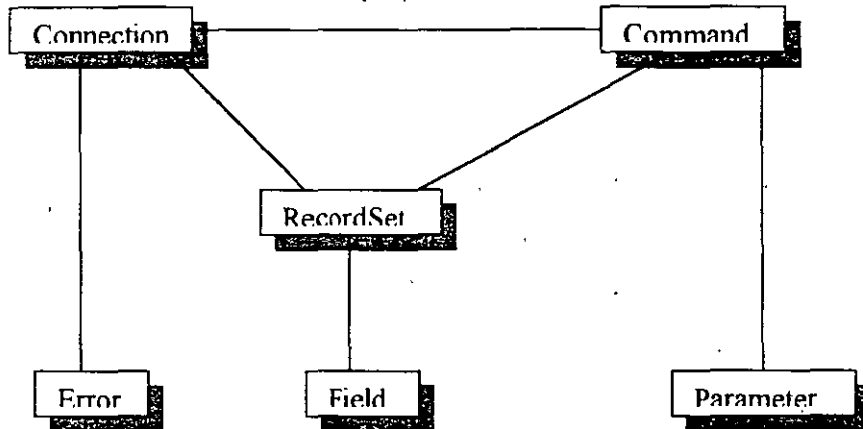 Connection
Command
RecordSet
Error
Field
Parameter